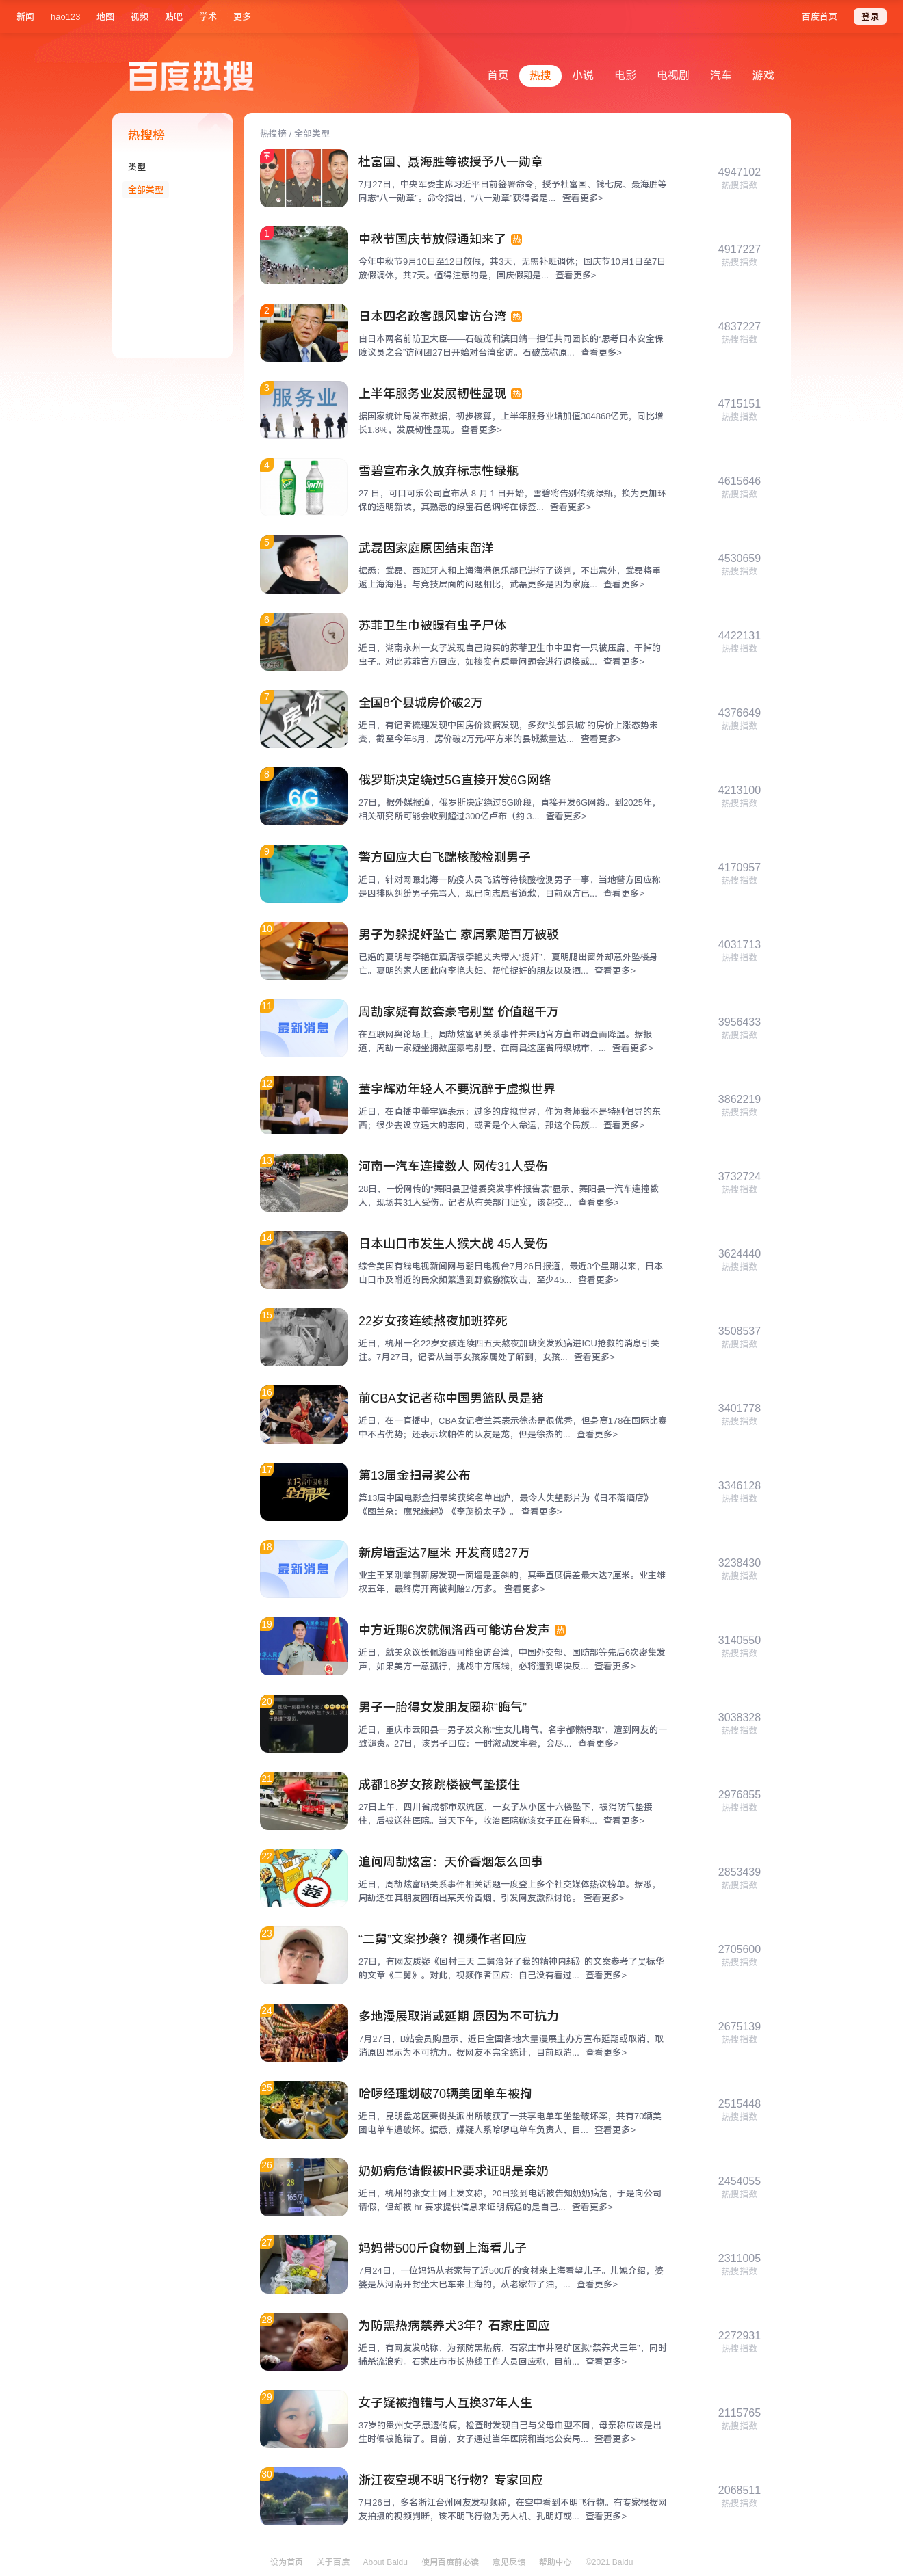 新闻 hao123 地图 视频 贴吧 学术 更多 百度首页 登录
百度热搜
首页 热搜 小说 电影 电视剧 汽车 游戏
热搜榜
类型
全部类型
热搜榜 / 全部类型
杜富国、聂海胜等被授予八一勋章
7月27日，中央军委主席习近平日前签署命令，授予杜富国、钱七虎、聂海胜等
同志“八一勋章”。命令指出，“八一勋章”获得者是... 查看更多>
4947102
热搜指数
1
中秋节国庆节放假通知来了 热
今年中秋节9月10日至12日放假，共3天，无需补班调休；国庆节10月1日至7日
放假调休，共7天。值得注意的是，国庆假期是... 查看更多>
4917227
热搜指数
2
日本四名政客跟风窜访台湾 热
由日本两名前防卫大臣——石破茂和滨田靖一担任共同团长的“思考日本安全保
障议员之会”访问团27日开始对台湾窜访。石破茂称原... 查看更多>
4837227
热搜指数
3
服务业
上半年服务业发展韧性显现 热
据国家统计局发布数据，初步核算，上半年服务业增加值304868亿元，同比增
长1.8%，发展韧性显现。 查看更多>
4715151
热搜指数
4
雪碧宣布永久放弃标志性绿瓶
27 日，可口可乐公司宣布从 8 月 1 日开始，雪碧将告别传统绿瓶，换为更加环
保的透明新装，其熟悉的绿宝石色调将在标签... 查看更多>
4615646
热搜指数
5
武磊因家庭原因结束留洋
据悉：武磊、西班牙人和上海海港俱乐部已进行了谈判，不出意外，武磊将重
返上海海港。与竞技层面的问题相比，武磊更多是因为家庭... 查看更多>
4530659
热搜指数
6
苏菲卫生巾被曝有虫子尸体
近日，湖南永州一女子发现自己购买的苏菲卫生巾中里有一只被压扁、干掉的
虫子。对此苏菲官方回应，如核实有质量问题会进行退换或... 查看更多>
4422131
热搜指数
7
房价
全国8个县城房价破2万
近日，有记者梳理发现中国房价数据发现，多数“头部县城”的房价上涨态势未
变，截至今年6月，房价破2万元/平方米的县城数量达... 查看更多>
4376649
热搜指数
8
6G
俄罗斯决定绕过5G直接开发6G网络
27日，据外媒报道，俄罗斯决定绕过5G阶段，直接开发6G网络。到2025年，
相关研究所可能会收到超过300亿卢布（约 3... 查看更多>
4213100
热搜指数
9
警方回应大白飞踹核酸检测男子
近日，针对网曝北海一防疫人员飞踹等待核酸检测男子一事，当地警方回应称
是因排队纠纷男子先骂人，现已向志愿者道歉，目前双方已... 查看更多>
4170957
热搜指数
10
男子为躲捉奸坠亡 家属索赔百万被驳
已婚的夏明与李艳在酒店被李艳丈夫带人“捉奸”，夏明爬出窗外却意外坠楼身
亡。夏明的家人因此向李艳夫妇、帮忙捉奸的朋友以及酒... 查看更多>
4031713
热搜指数
11
最新消息
周劼家疑有数套豪宅别墅 价值超千万
在互联网舆论场上，周劼炫富晒关系事件并未随官方宣布调查而降温。据报
道，周劼一家疑坐拥数座豪宅别墅，在南昌这座省府级城市，... 查看更多>
3956433
热搜指数
12
董宇辉劝年轻人不要沉醉于虚拟世界
近日，在直播中董宇辉表示：过多的虚拟世界，作为老师我不是特别倡导的东
西；很少去设立远大的志向，或者是个人命运，那这个民族... 查看更多>
3862219
热搜指数
13
河南一汽车连撞数人 网传31人受伤
28日，一份网传的“舞阳县卫健委突发事件报告表”显示，舞阳县一汽车连撞数
人，现场共31人受伤。记者从有关部门证实，该起交... 查看更多>
3732724
热搜指数
14
日本山口市发生人猴大战 45人受伤
综合美国有线电视新闻网与朝日电视台7月26日报道，最近3个星期以来，日本
山口市及附近的民众频繁遭到野猴猕猴攻击，至少45... 查看更多>
3624440
热搜指数
15
22岁女孩连续熬夜加班猝死
近日，杭州一名22岁女孩连续四五天熬夜加班突发疾病进ICU抢救的消息引关
注。7月27日，记者从当事女孩家属处了解到，女孩... 查看更多>
3508537
热搜指数
16
前CBA女记者称中国男篮队员是猪
近日，在一直播中，CBA女记者兰某表示徐杰是很优秀，但身高178在国际比赛
中不占优势；还表示坎帕佐的队友是龙，但是徐杰的... 查看更多>
3401778
热搜指数
17
第13届中国电影
金扫帚奖
第13届金扫帚奖公布
第13届中国电影金扫帚奖获奖名单出炉，最令人失望影片为《日不落酒店》
《图兰朵：魔咒缘起》《李茂扮太子》。 查看更多>
3346128
热搜指数
18
最新消息
新房墙歪达7厘米 开发商赔27万
业主王某刚拿到新房发现一面墙是歪斜的，其垂直度偏差最大达7厘米。业主维
权五年，最终房开商被判赔27万多。 查看更多>
3238430
热搜指数
19
中方近期6次就佩洛西可能访台发声 热
近日，就美众议长佩洛西可能窜访台湾，中国外交部、国防部等先后6次密集发
声，如果美方一意孤行，挑战中方底线，必将遭到坚决反... 查看更多>
3140550
热搜指数
20
男子一胎得女发朋友圈称“晦气”
近日，重庆市云阳县一男子发文称“生女儿晦气，名字都懒得取”，遭到网友的一
致谴责。27日，该男子回应：一时激动发牢骚，会尽... 查看更多>
3038328
热搜指数
21
成都18岁女孩跳楼被气垫接住
27日上午，四川省成都市双流区，一女子从小区十六楼坠下，被消防气垫接
住，后被送往医院。当天下午，收治医院称该女子正在骨科... 查看更多>
2976855
热搜指数
22
追问周劼炫富：天价香烟怎么回事
近日，周劼炫富晒关系事件相关话题一度登上多个社交媒体热议榜单。据悉，
周劼还在其朋友圈晒出某天价香烟，引发网友激烈讨论。 查看更多>
2853439
热搜指数
23
“二舅”文案抄袭？视频作者回应
27日，有网友质疑《回村三天 二舅治好了我的精神内耗》的文案参考了吴标华
的文章《二舅》。对此，视频作者回应：自己没有看过... 查看更多>
2705600
热搜指数
24
多地漫展取消或延期 原因为不可抗力
7月27日，B站会员购显示，近日全国各地大量漫展主办方宣布延期或取消，取
消原因显示为不可抗力。据网友不完全统计，目前取消... 查看更多>
2675139
热搜指数
25
哈啰经理划破70辆美团单车被拘
近日，昆明盘龙区栗树头派出所破获了一共享电单车坐垫破坏案，共有70辆美
团电单车遭破坏。据悉，嫌疑人系哈啰电单车负责人，目... 查看更多>
2515448
热搜指数
26
奶奶病危请假被HR要求证明是亲奶
近日，杭州的张女士网上发文称，20日接到电话被告知奶奶病危，于是向公司
请假，但却被 hr 要求提供信息来证明病危的是自己... 查看更多>
2454055
热搜指数
27
妈妈带500斤食物到上海看儿子
7月24日，一位妈妈从老家带了近500斤的食材来上海看望儿子。儿媳介绍，婆
婆是从河南开封坐大巴车来上海的，从老家带了油，... 查看更多>
2311005
热搜指数
28
为防黑热病禁养犬3年？石家庄回应
近日，有网友发帖称，为预防黑热病，石家庄市井陉矿区拟“禁养犬三年”，同时
捕杀流浪狗。石家庄市市长热线工作人员回应称，目前... 查看更多>
2272931
热搜指数
29
女子疑被抱错与人互换37年人生
37岁的贵州女子患遗传病，检查时发现自己与父母血型不同，母亲称应该是出
生时候被抱错了。目前，女子通过当年医院和当地公安局... 查看更多>
2115765
热搜指数
30
浙江夜空现不明飞行物？专家回应
7月26日，多名浙江台州网友发视频称，在空中看到不明飞行物。有专家根据网
友拍摄的视频判断，该不明飞行物为无人机、孔明灯或... 查看更多>
2068511
热搜指数
设为首页 关于百度 About Baidu 使用百度前必读 意见反馈 帮助中心 ©2021 Baidu